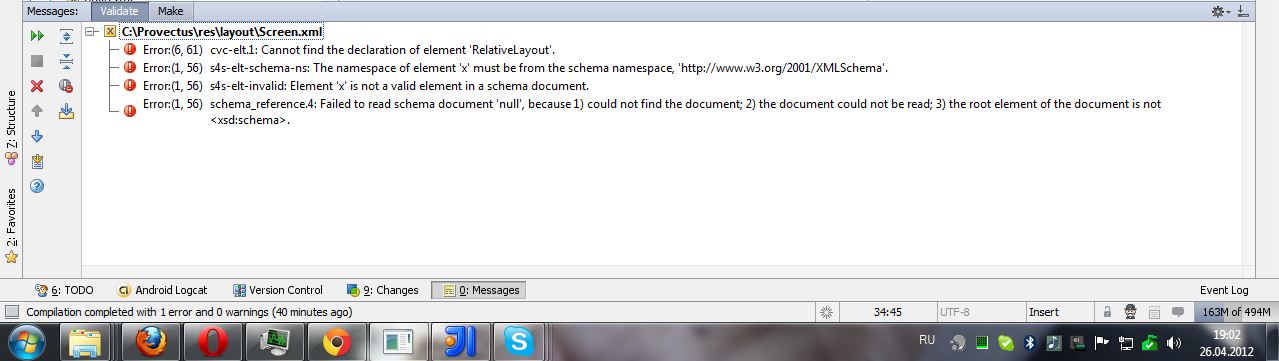 Messages: Validate Make
C:\Provectus\res\layout\Screen.xml
Error:(6, 61) cvc-elt.1: Cannot find the declaration of element 'RelativeLayout'.
Error:(1, 56) s4s-elt-schema-ns: The namespace of element 'x' must be from the schema namespace, 'http://www.w3.org/2001/XMLSchema'.
Error:(1, 56) s4s-elt-invalid: Element 'x' is not a valid element in a schema document.
Error:(1, 56) schema_reference.4: Failed to read schema document 'null', because 1) could not find the document; 2) the document could not be read; 3) the root element of the document is not
<xsd:schema>.
Z: Structure
2: Favorites
6: TODO Android Logcat Version Control 9: Changes 0: Messages Event Log
Compilation completed with 1 error and 0 warnings (40 minutes ago) 34:45 UTF-8 Insert 163M of 494M
RU 19:02
26.04.2012